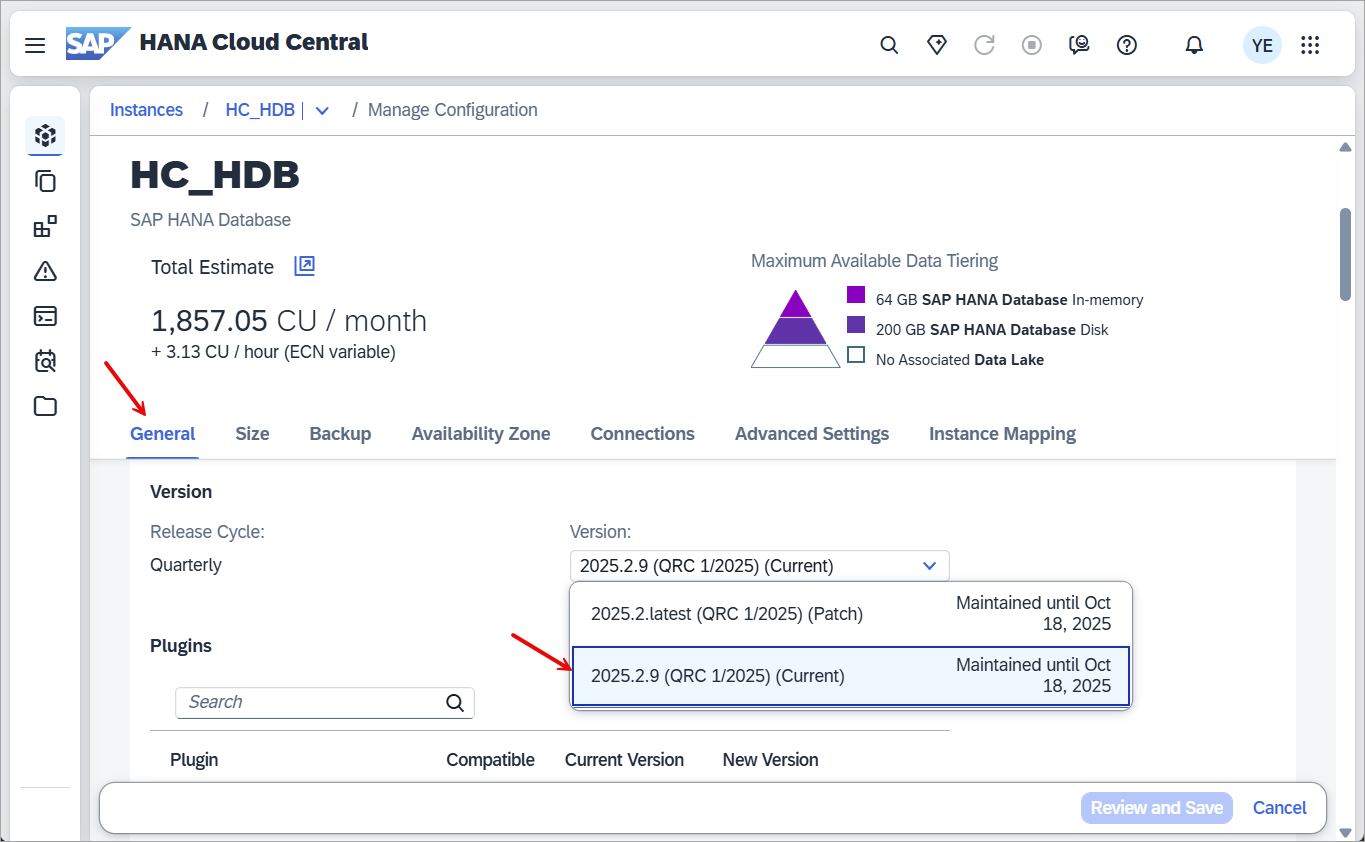 SAP HANA Cloud Central
YE
Instances / HC_HDB | / Manage Configuration
HC_HDB
SAP HANA Database
Total Estimate
1,857.05 CU / month
+ 3.13 CU / hour (ECN variable)
Maximum Available Data Tiering
64 GB SAP HANA Database In-memory
200 GB SAP HANA Database Disk
No Associated Data Lake
General Size Backup Availability Zone Connections Advanced Settings Instance Mapping
Version
Release Cycle:
Quarterly
Version:
2025.2.9 (QRC 1/2025) (Current)
2025.2.latest (QRC 1/2025) (Patch) Maintained until Oct
18, 2025
2025.2.9 (QRC 1/2025) (Current) Maintained until Oct
18, 2025
Plugins
Search
Plugin Compatible Current Version New Version
Review and Save Cancel